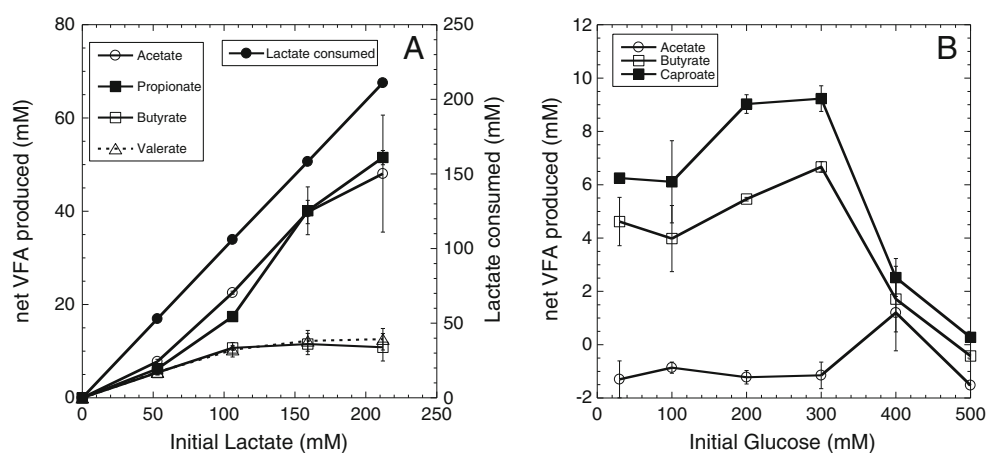 A
Acetate
Propionate
Butyrate
Valerate
Lactate consumed
net VFA produced (mM)
80
60
40
20
0
Lactate consumed (mM)
250
200
150
100
50
0
0 50 100 150 200 250
Initial Lactate (mM)
B
Acetate
Butyrate
Caproate
net VFA produced (mM)
12
10
8
6
4
2
0
-2
0 100 200 300 400 500
Initial Glucose (mM)